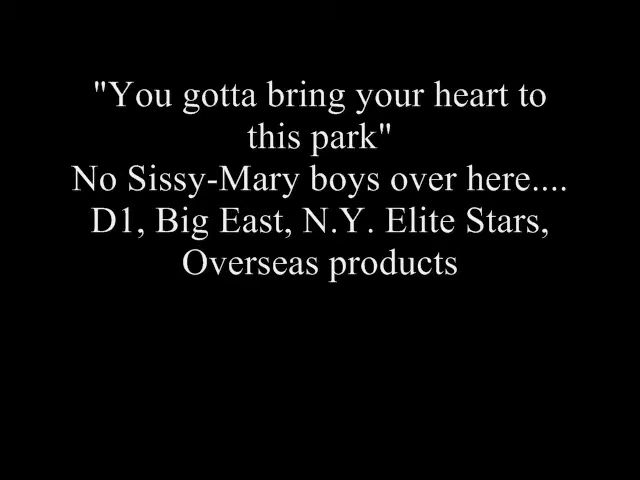 "You gotta bring your heart to
this park"
No Sissy-Mary boys over here....
D1, Big East, N.Y. Elite Stars,
Overseas products